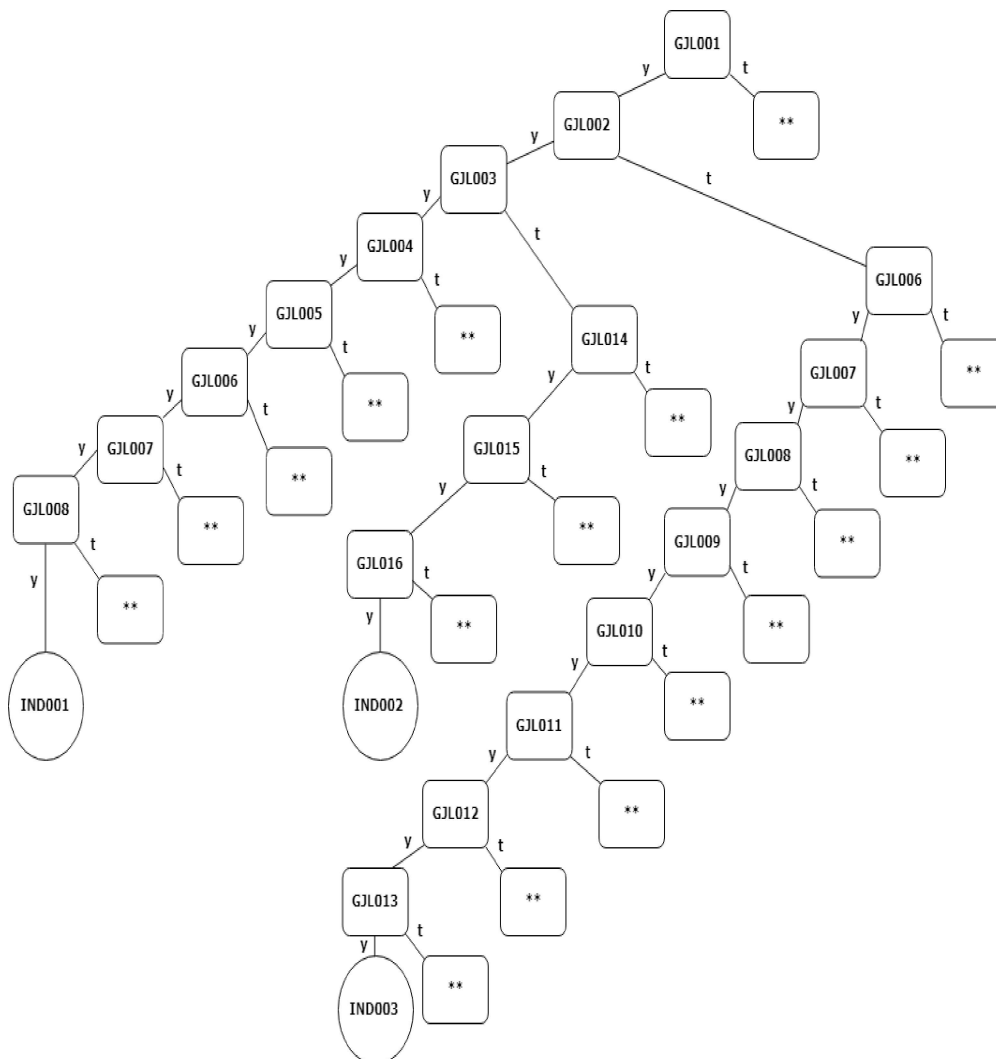 GJL001
y
t
GJL002
**
y
t
GJL003
y
t
GJL004
GJL006
y
t
y
t
GJL005
**
GJL014
**
y
t
y
t
GJL007
GJL006
**
**
y
t
y
t
GJL015
GJL008
**
GJL007
**
y
t
y
t
y
t
GJL008
**
**
GJL009
**
y
t
y
t
y
t
GJL016
**
**
GJL010
**
y
t
y
t
IND001
IND002
GJL011
**
y
t
GJL012
**
y
t
GJL013
**
y
t
IND003
**